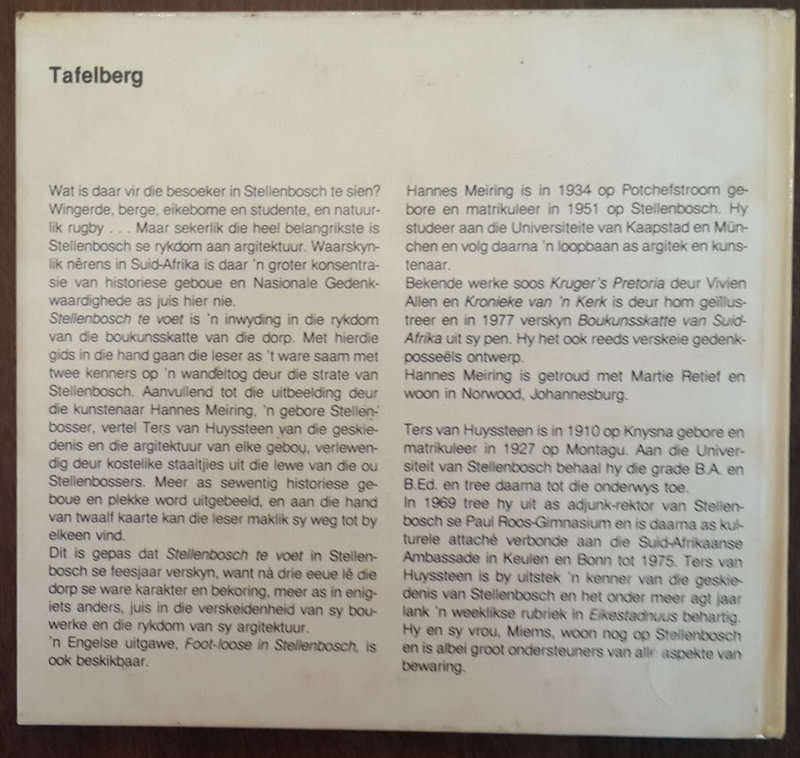 Tafelberg
Wat is daar vir die besoeker in Stellenbosch te sien?
Wingerde, berge, eikebome en studente, en natuur-
lik rugby . . . Maar sekerlik die heel belangrikste is
Stellenbosch se rykdom aan argitektuur. Waarskyn-
lik nêrens in Suid-Afrika is daar 'n groter konsentra-
sie van historiese geboue en Nasionale Gedenk-
waardighede as juis hier nie.
Stellenbosch te voet is 'n inwyding in die rykdom
van die boukunsskatte van die dorp. Met hierdie
gids in die hand gaan die leser as 't ware saam met
twee kenners op 'n wandeltog deur die strate van
Stellenbosch. Aanvullend tot die uitbeelding deur
die kunstenaar Hannes Meiring, 'n gebore Stellen-
bosser, vertel Ters van Huyssteen van die geskie-
denis en die argitektuur van elke gebou, verlewen-
dig deur kostelike staaltjies uit die lewe van die ou
Stellenbossers. Meer as sewentig historiese ge-
boue en plekke word uitgebeeld, en aan die hand
van twaalf kaarte kan die leser maklik sy weg tot by
elkeen vind.
Dit is gepas dat Stellenbosch te voet in Stellen-
bosch se feesjaar verskyn, want ná drie eeue lê die
dorp se ware karakter en bekoring, meer as in enig-
iets anders, juis in die verskeidenheid van sy bou-
werke en die rykdom van sy argitektuur.
'n Engelse uitgawe, Foot-loose in Stellenbosch, is
ook beskikbaar.
Hannes Meiring is in 1934 op Potchefstroom ge-
bore en matrikuleer in 1951 op Stellenbosch. Hy
studeer aan die Universiteite van Kaapstad en Mün-
chen en volg daarna 'n loopbaan as argitek en kuns-
tenaar.
Bekende werke soos Kruger's Pretoria deur Vivien
Allen en Kronieke van 'n Kerk is deur hom geïllus-
treer en in 1977 verskyn Boukunsskatte van Suid-
Afrika uit sy pen. Hy het ook reeds verskeie gedenk-
posseëls ontwerp.
Hannes Meiring is getroud met Martie Retief en
woon in Norwood, Johannesburg.
Ters van Huyssteen is in 1910 op Knysna gebore en
matrikuleer in 1927 op Montagu. Aan die Univer-
siteit van Stellenbosch behaal hy die grade B.A. en
B.Ed. en tree daarna tot die onderwys toe.
In 1969 tree hy uit as adjunk-rektor van Stellen-
bosch se Paul Roos-Gimnasium en is daarna as kul-
turele attaché verbonde aan die Suid-Afrikaanse
Ambassade in Keulen en Bonn tot 1975. Ters van
Huyssteen is by uitstek 'n kenner van die geskie-
denis van Stellenbosch en het onder meer agt jaar
lank 'n weeklikse rubriek in Eikestadnuus behartig.
Hy en sy vrou, Miems, woon nog op Stellenbosch
en is albei groot ondersteuners van alle aspekte van
bewaring.